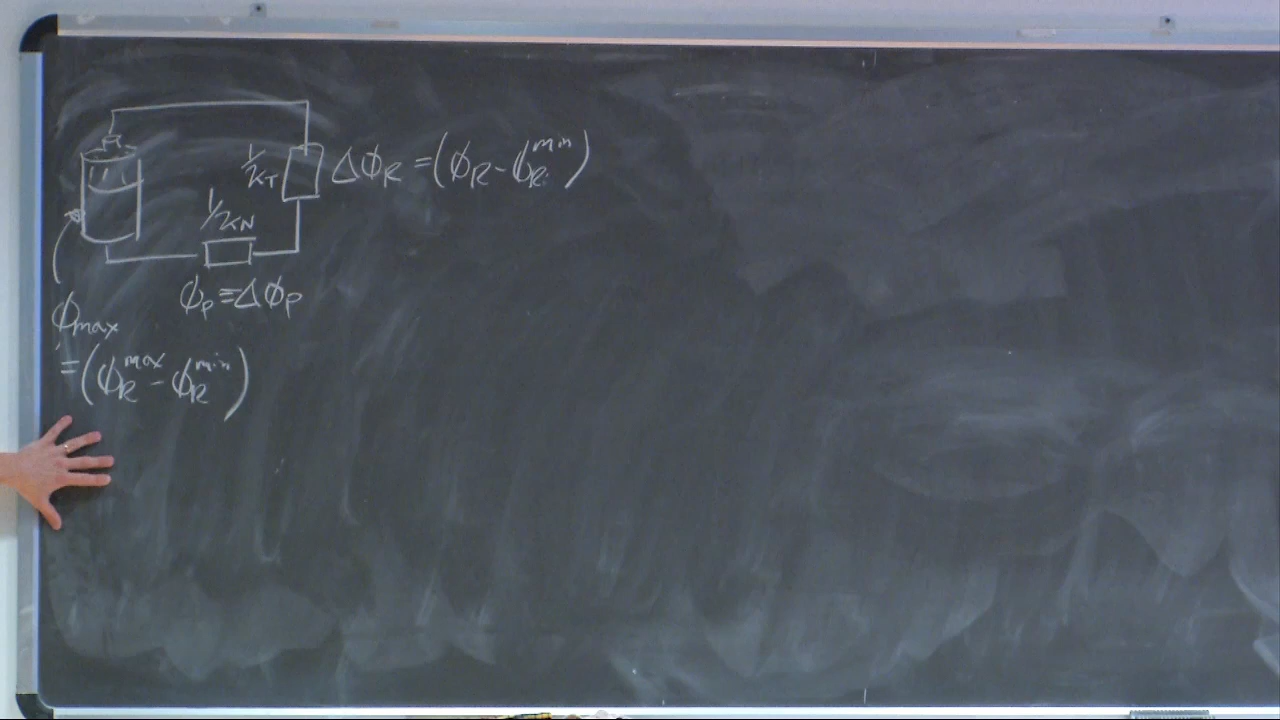 1/kT ΔϕR = (ϕR - ϕR^min)
1/kN
ϕP ≡ ΔϕP
ϕmax
= (ϕR^max - ϕR^min)